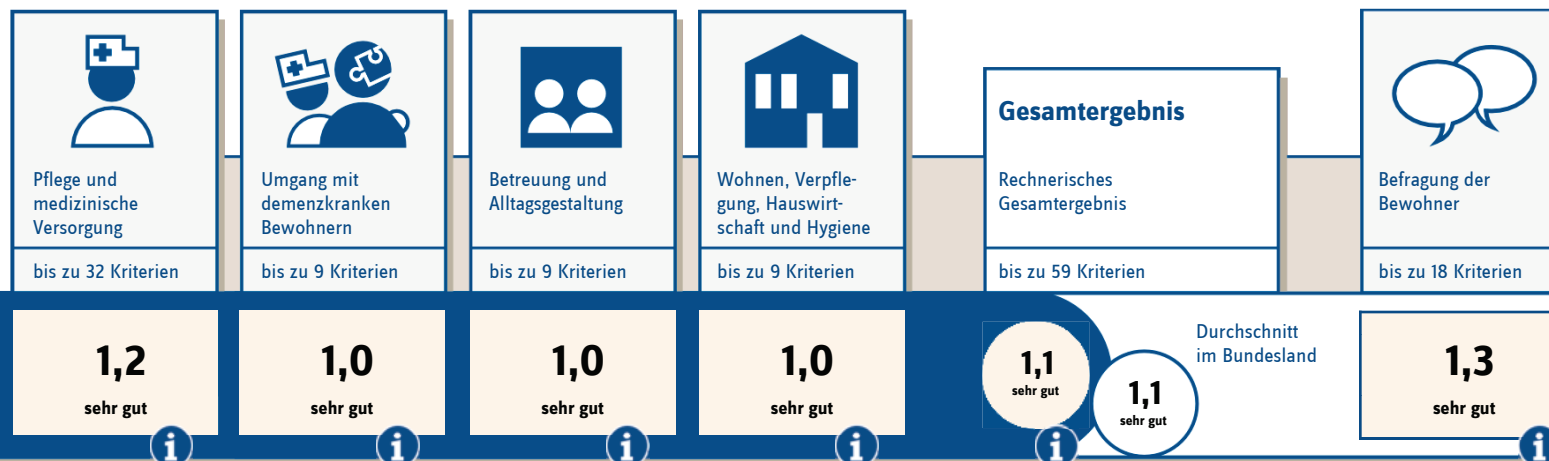 Pflege und
medizinische
Versorgung
bis zu 32 Kriterien
1,2
sehr gut
Umgang mit
demenzkranken
Bewohnern
bis zu 9 Kriterien
1,0
sehr gut
Betreuung und
Alltagsgestaltung
bis zu 9 Kriterien
1,0
sehr gut
Wohnen, Verpfle-
gung, Hauswirt-
schaft und Hygiene
bis zu 9 Kriterien
1,0
sehr gut
Gesamtergebnis
Rechnerisches
Gesamtergebnis
bis zu 59 Kriterien
1,1
sehr gut
1,1
sehr gut
Durchschnitt
im Bundesland
Befragung der
Bewohner
bis zu 18 Kriterien
1,3
sehr gut